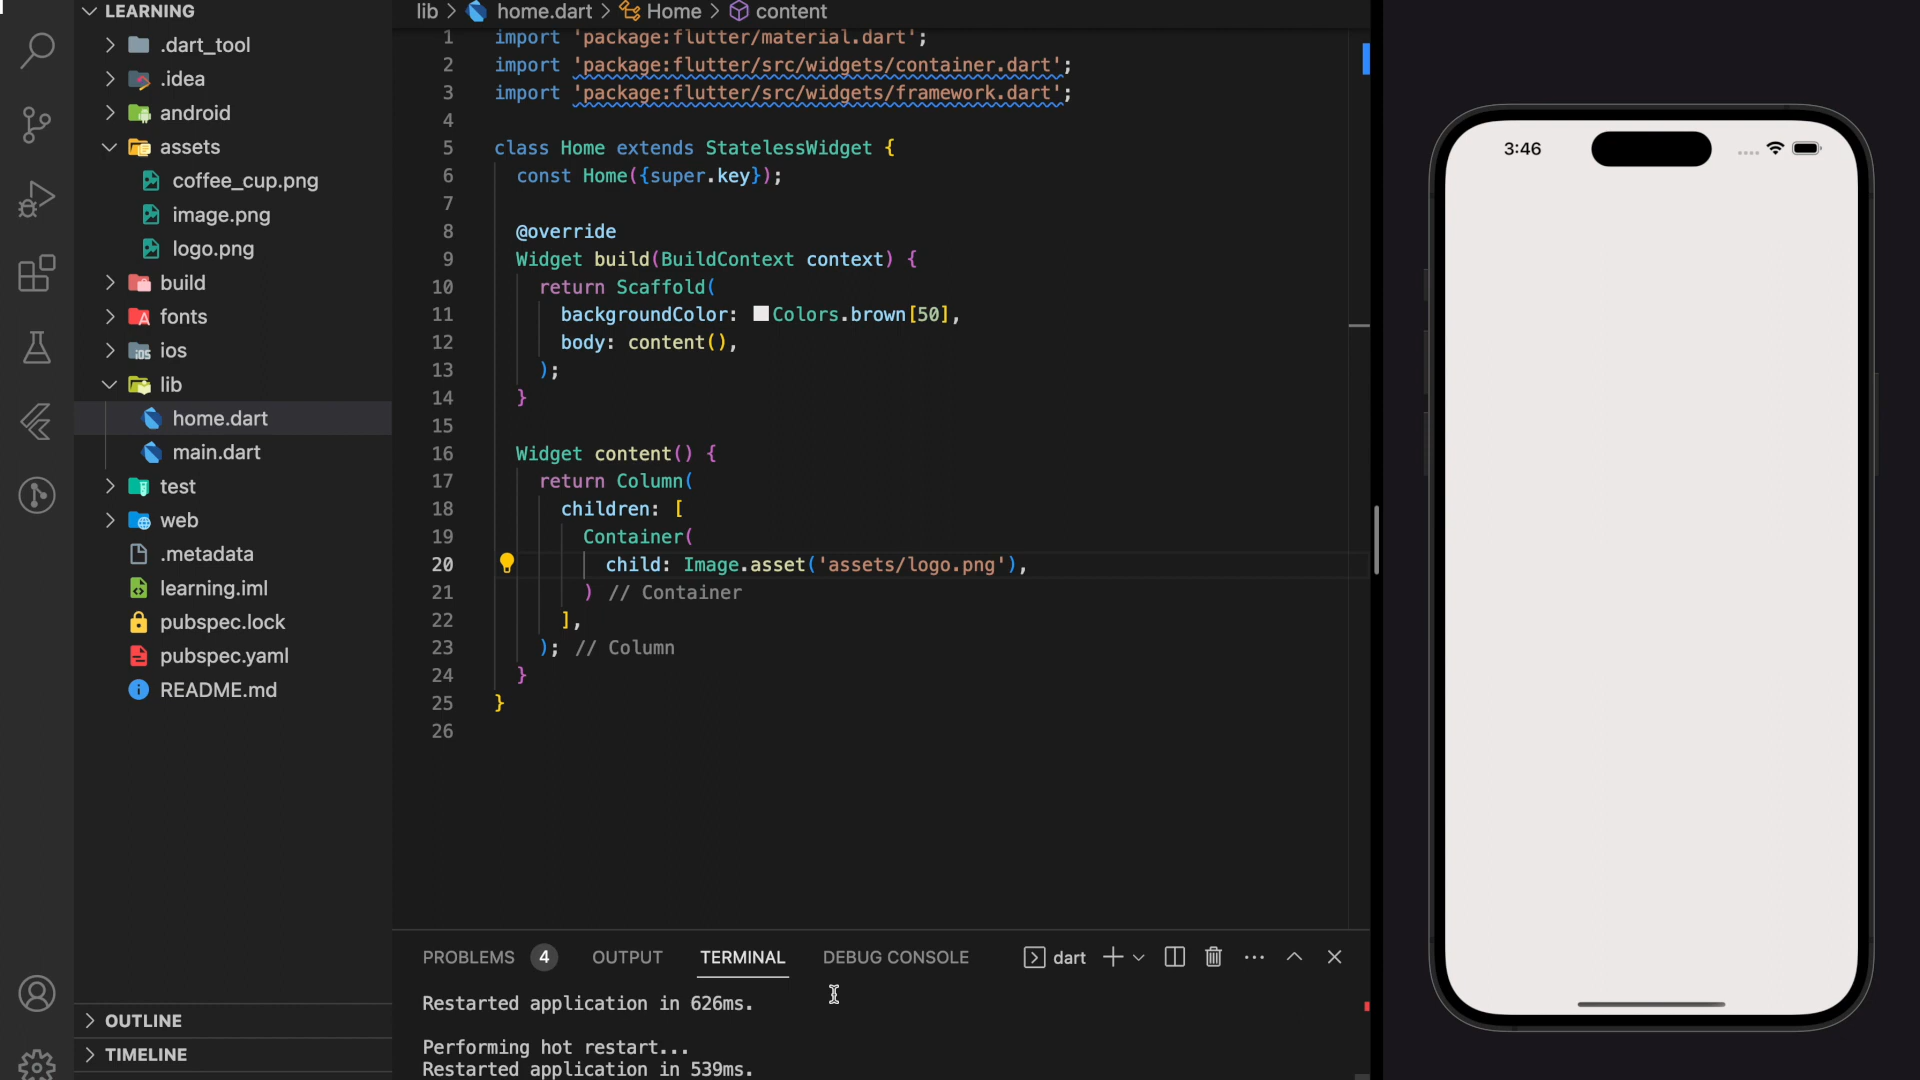 LEARNING
.dart_tool
.idea
android
assets
coffee_cup.png
image.png
logo.png
build
fonts
ios
lib
home.dart
main.dart
test
web
.metadata
learning.iml
pubspec.lock
pubspec.yaml
README.md
OUTLINE
TIMELINE
lib > home.dart > Home > content
1 import 'package:flutter/material.dart';
2 import 'package:flutter/src/widgets/container.dart';
3 import 'package:flutter/src/widgets/framework.dart';
4
5 class Home extends StatelessWidget {
6 const Home({super.key});
7
8 @override
9 Widget build(BuildContext context) {
10 return Scaffold(
11 backgroundColor: Colors.brown[50],
12 body: content(),
13 );
14 }
15
16 Widget content() {
17 return Column(
18 children: [
19 Container(
20 child: Image.asset('assets/logo.png'),
21 ) // Container
22 ],
23 ); // Column
24 }
25 }
26
PROBLEMS 4 OUTPUT TERMINAL DEBUG CONSOLE dart
Restarted application in 626ms.
Performing hot restart...
Restarted application in 539ms.
3:46